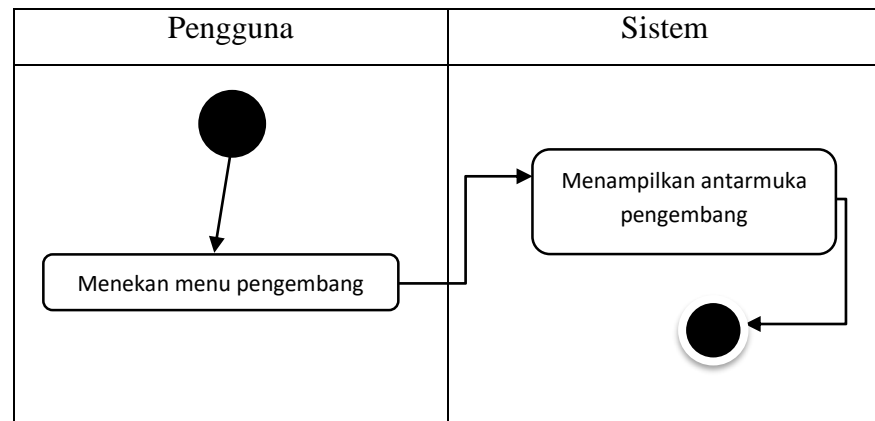 Pengguna
Sistem
Menampilkan antarmuka
pengembang
Menekan menu pengembang